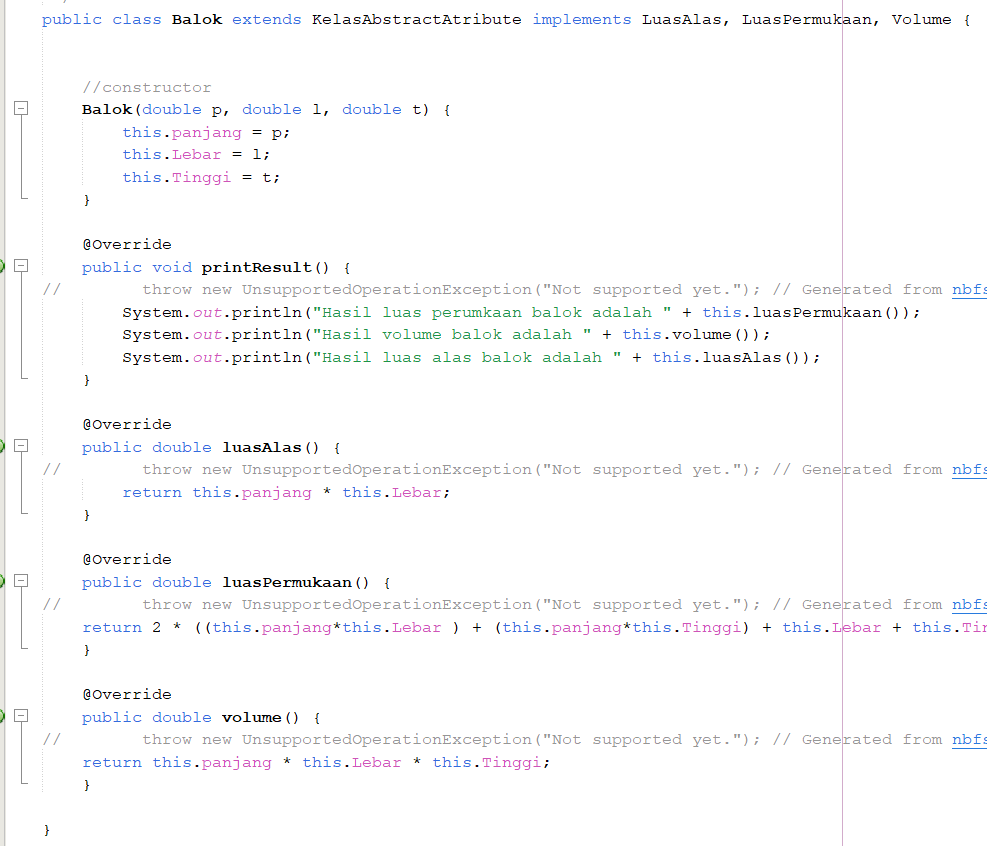 public class Balok extends KelasAbstractAtribute implements LuasAlas, LuasPermukaan, Volume {
//constructor
Balok(double p, double l, double t) {
this.panjang = p;
this.Lebar = l;
this.Tinggi = t;
}
@Override
public void printResult() {
// throw new UnsupportedOperationException("Not supported yet."); // Generated from nbfs
System.out.println("Hasil luas perumkaan balok adalah " + this.luasPermukaan());
System.out.println("Hasil volume balok adalah " + this.volume());
System.out.println("Hasil luas alas balok adalah " + this.luasAlas());
}
@Override
public double luasAlas() {
// throw new UnsupportedOperationException("Not supported yet."); // Generated from nbfs
return this.panjang * this.Lebar;
}
@Override
public double luasPermukaan() {
// throw new UnsupportedOperationException("Not supported yet."); // Generated from nbfs
return 2 * ((this.panjang*this.Lebar ) + (this.panjang*this.Tinggi) + this.Lebar + this.Tin
}
@Override
public double volume() {
// throw new UnsupportedOperationException("Not supported yet."); // Generated from nbfs
return this.panjang * this.Lebar * this.Tinggi;
}
}